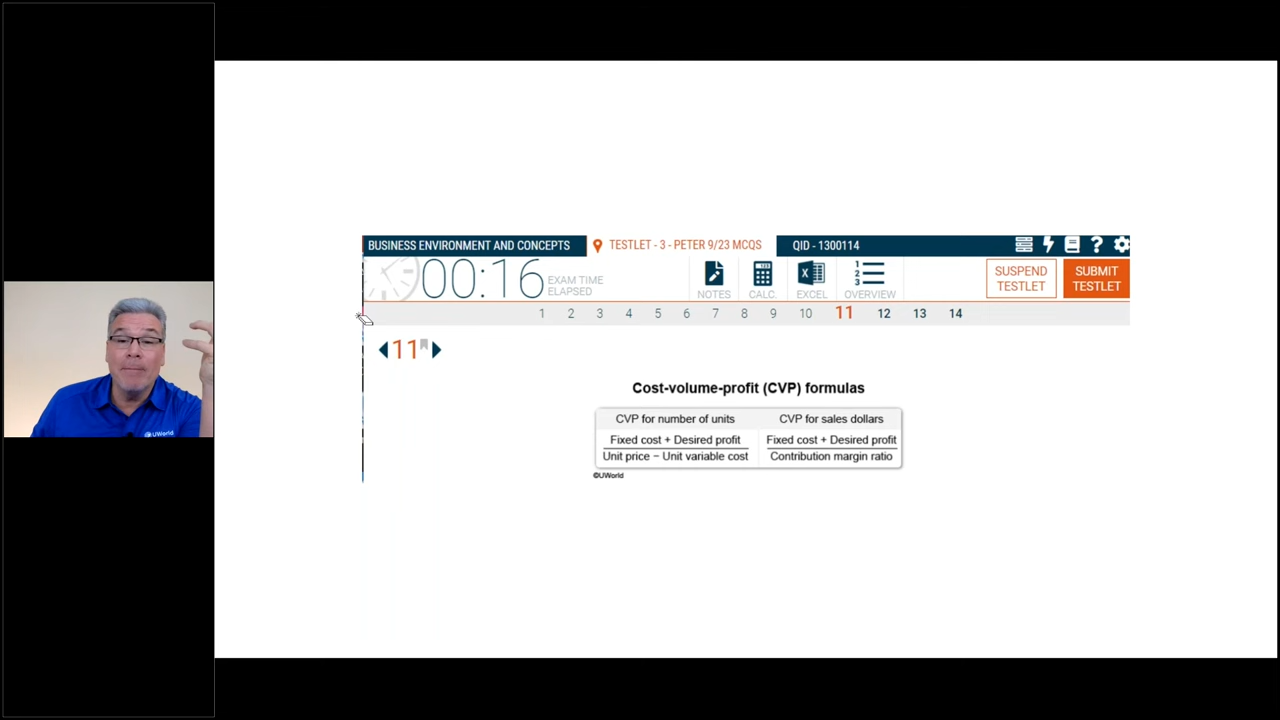 BUSINESS ENVIRONMENT AND CONCEPTS TESTLET - 3 - PETER 9/23 MCQS QID - 1300114
00:16 EXAM TIME ELAPSED
NOTES CALC. EXCEL OVERVIEW
SUSPEND TESTLET
SUBMIT TESTLET
1 2 3 4 5 6 7 8 9 10 11 12 13 14
11
Cost-volume-profit (CVP) formulas
CVP for number of units CVP for sales dollars
Fixed cost + Desired profit Fixed cost + Desired profit
Unit price − Unit variable cost Contribution margin ratio
©UWorld
UWorld